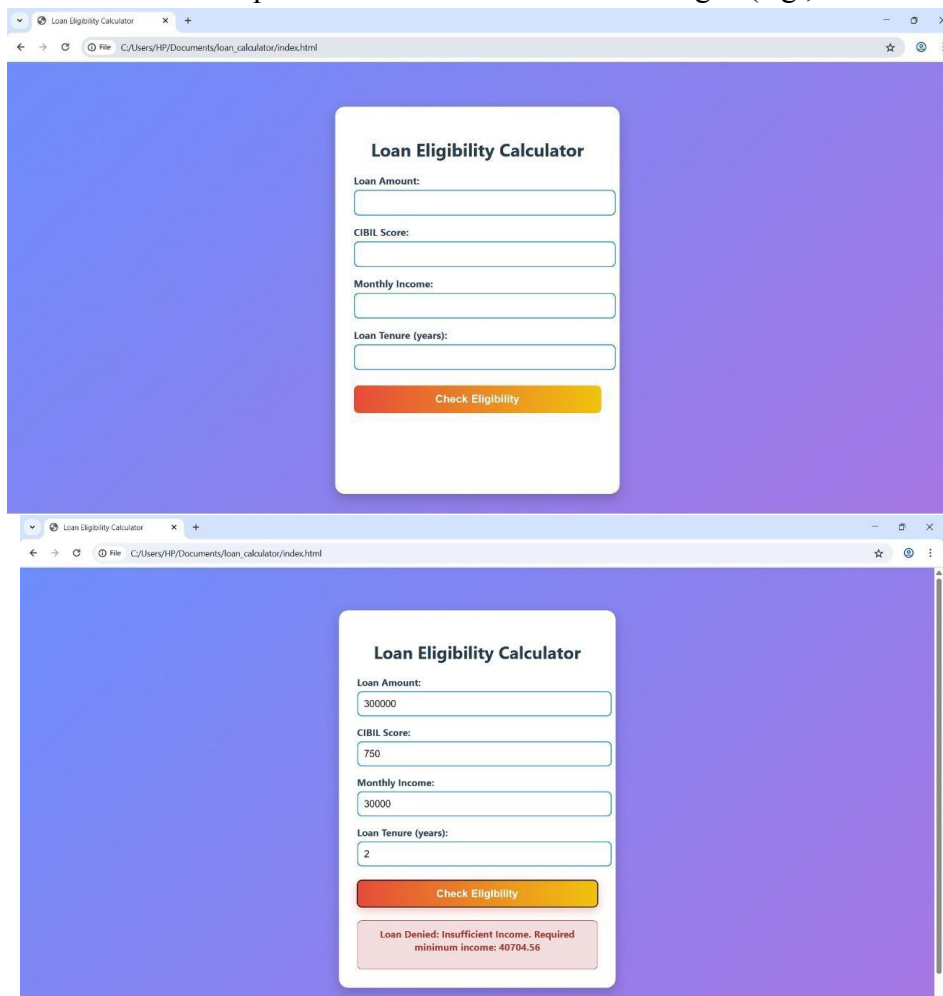 Loan Eligibility Calculator
File C:/Users/HP/Documents/loan_calculator/index.html
Loan Eligibility Calculator
Loan Amount:
CIBIL Score:
Monthly Income:
Loan Tenure (years):
Check Eligibility
Loan Eligibility Calculator
File C:/Users/HP/Documents/loan_calculator/index.html
Loan Eligibility Calculator
Loan Amount:
300000
CIBIL Score:
750
Monthly Income:
30000
Loan Tenure (years):
2
Check Eligibility
Loan Denied: Insufficient Income. Required
minimum income: 40704.56